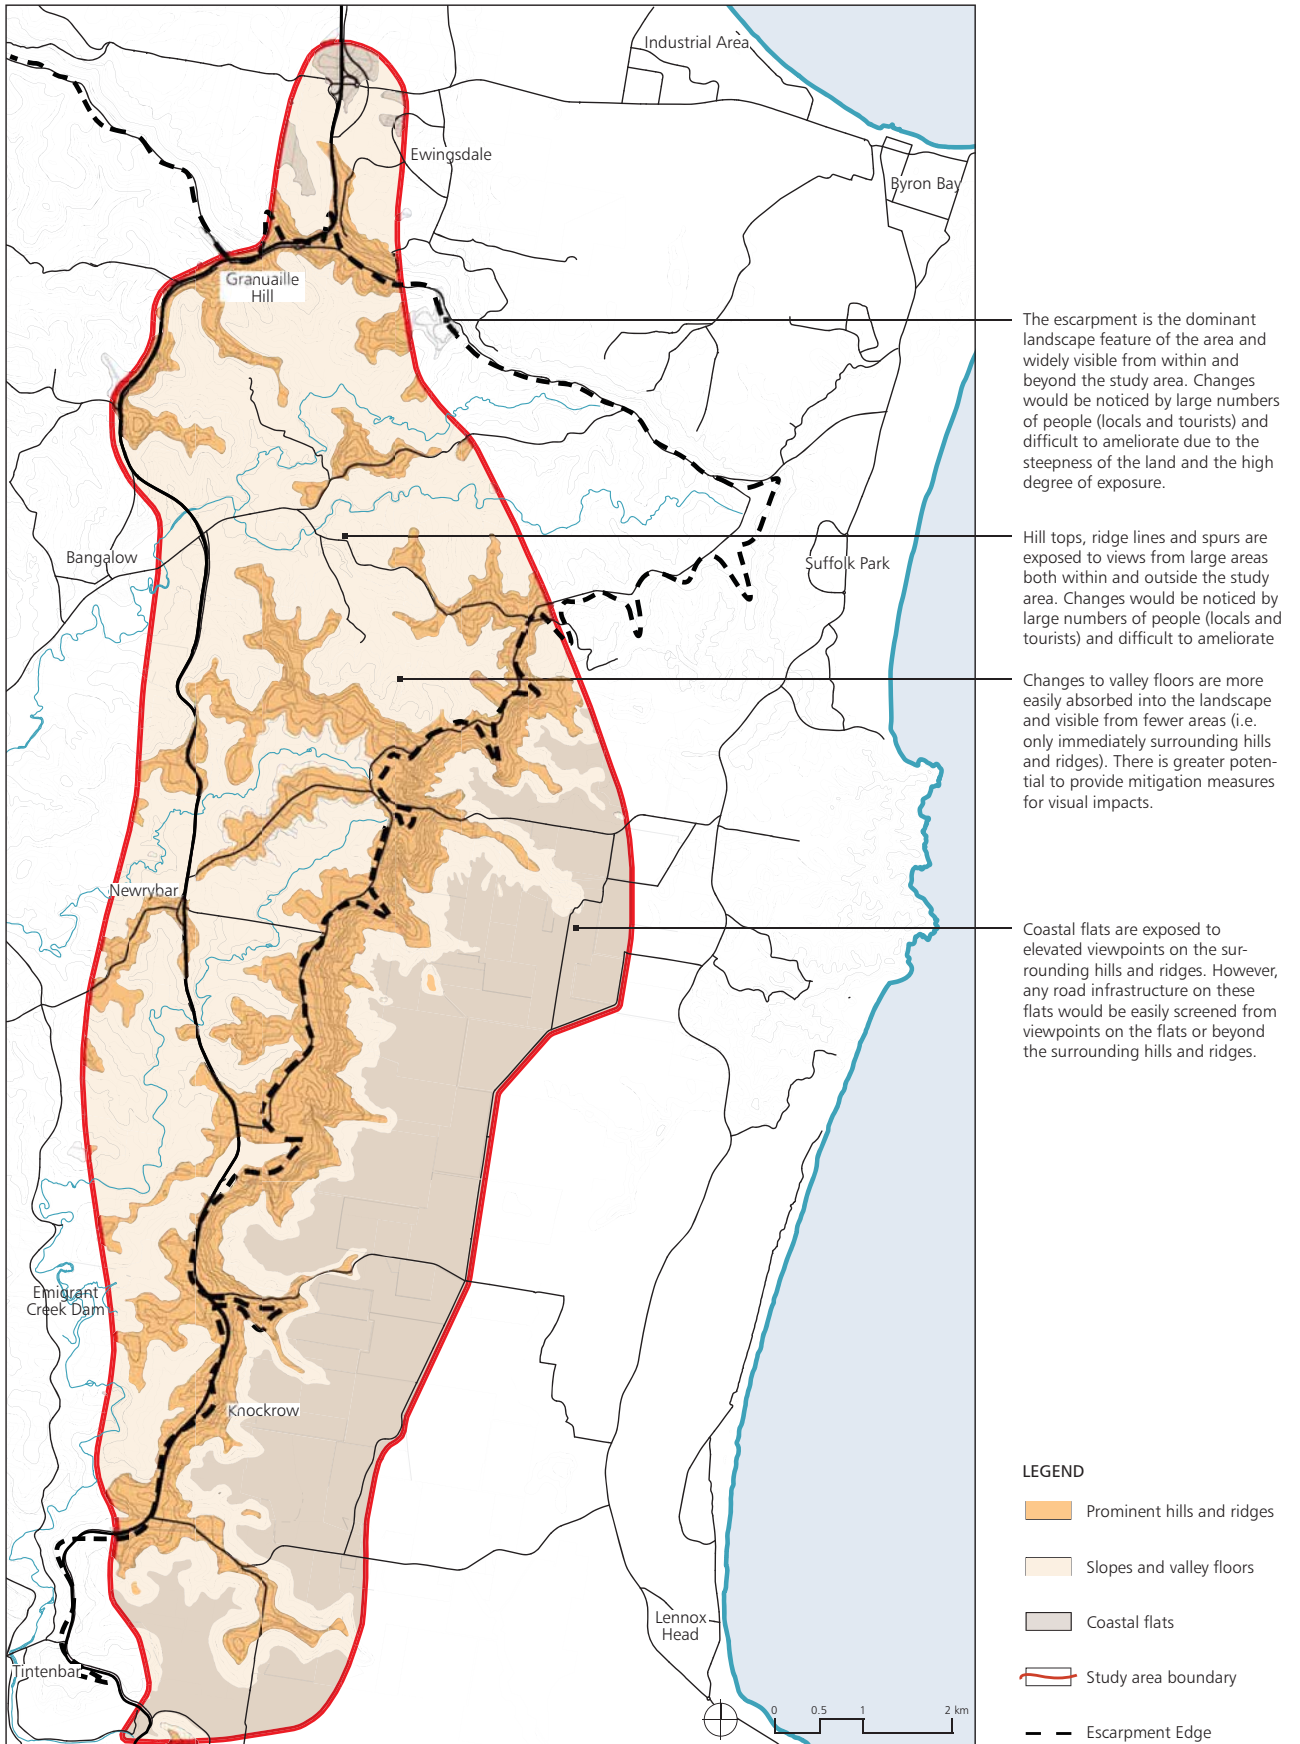 Industrial Area
Ewingsdale
Byron Bay
Granuaille
Hill
Bangalow
Suffolk Park
Newrybar
Emigrant
Creek Dam
Knockrow
Lennox
Head
Tintenbar
0 0.5 1 2 km
The escarpment is the dominant
landscape feature of the area and
widely visible from within and
beyond the study area. Changes
would be noticed by large numbers
of people (locals and tourists) and
difficult to ameliorate due to the
steepness of the land and the high
degree of exposure.
Hill tops, ridge lines and spurs are
exposed to views from large areas
both within and outside the study
area. Changes would be noticed by
large numbers of people (locals and
tourists) and difficult to ameliorate
Changes to valley floors are more
easily absorbed into the landscape
and visible from fewer areas (i.e.
only immediately surrounding hills
and ridges). There is greater poten-
tial to provide mitigation measures
for visual impacts.
Coastal flats are exposed to
elevated viewpoints on the sur-
rounding hills and ridges. However,
any road infrastructure on these
flats would be easily screened from
viewpoints on the flats or beyond
the surrounding hills and ridges.
LEGEND
Prominent hills and ridges
Slopes and valley floors
Coastal flats
Study area boundary
Escarpment Edge